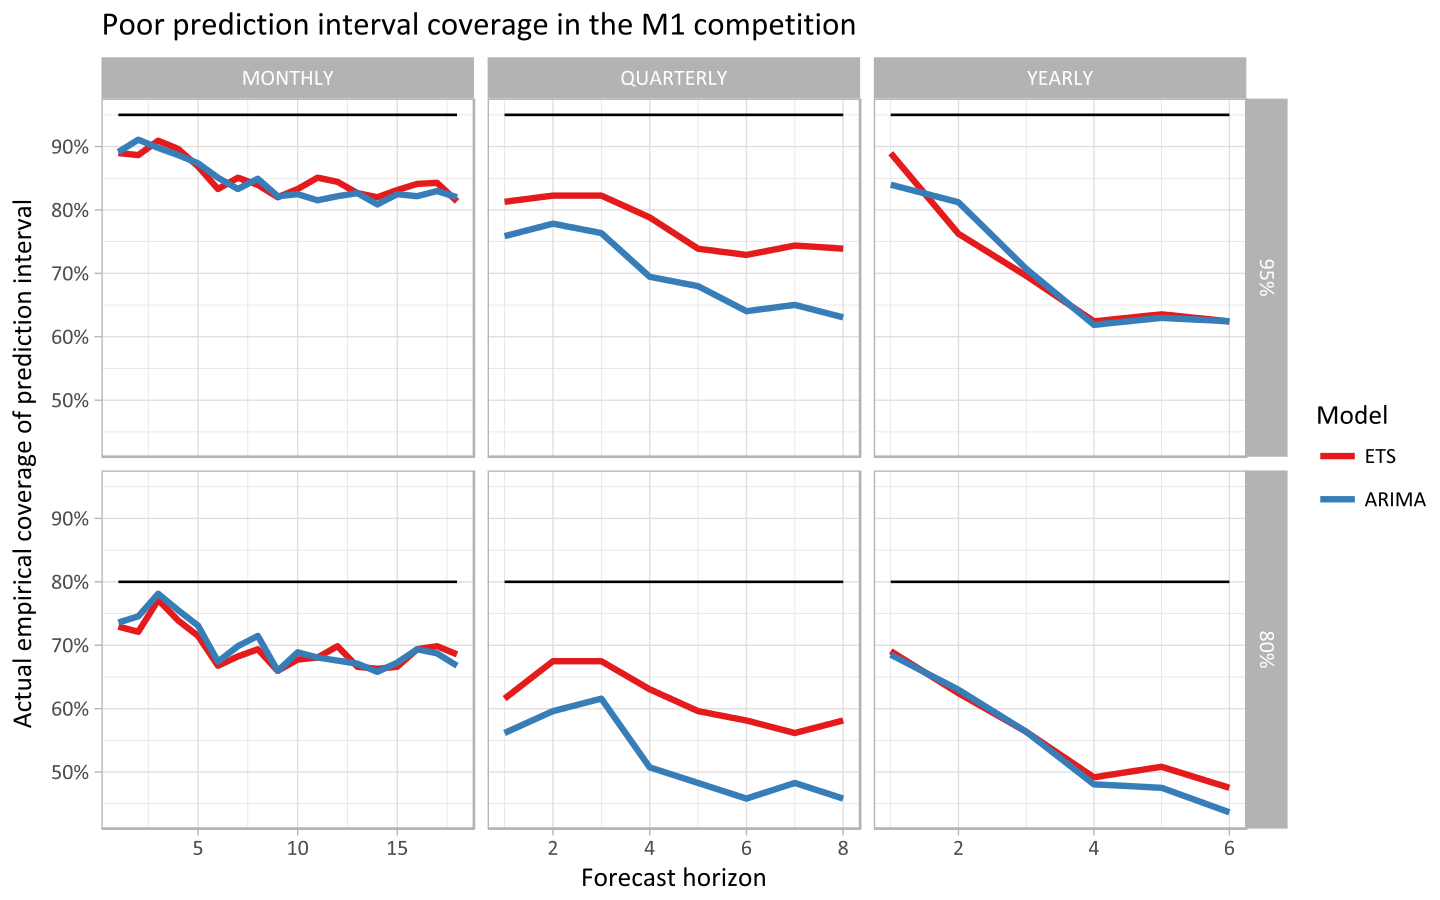 Poor prediction interval coverage in the M1 competition
MONTHLY
QUARTERLY
YEARLY
Actual empirical coverage of prediction interval
90%
80%
70%
60%
50%
95%
90%
80%
70%
60%
50%
80%
5
10
15
2
4
6
8
2
4
6
Forecast horizon
Model
ETS
ARIMA